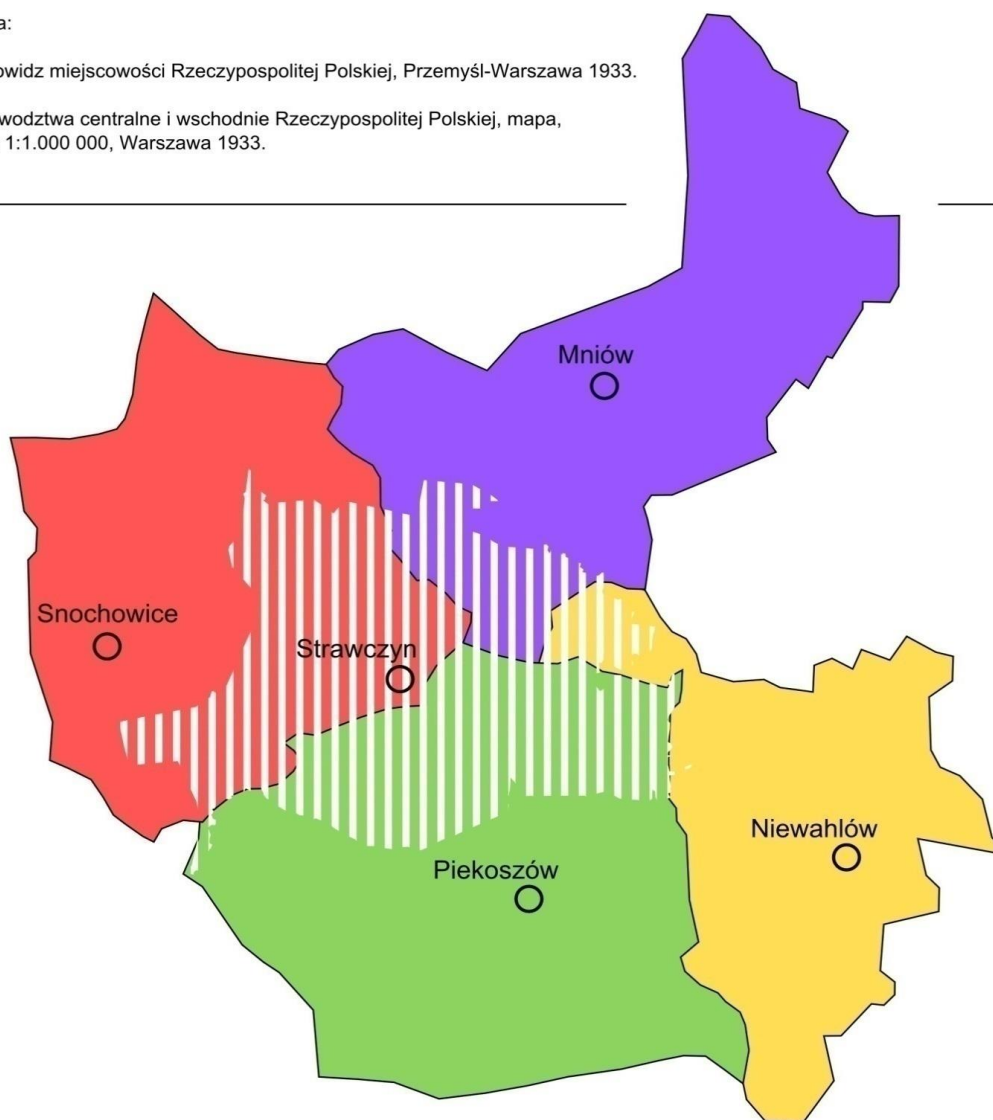 a:
owidz miejscowości Rzeczypospolitej Polskiej, Przemyśl-Warszawa 1933.
wodztwa centralne i wschodnie Rzeczypospolitej Polskiej, mapa,
1:1.000 000, Warszawa 1933.
Mniów
Snochowice
Strawczyn
Niewahlów
Piekoszów